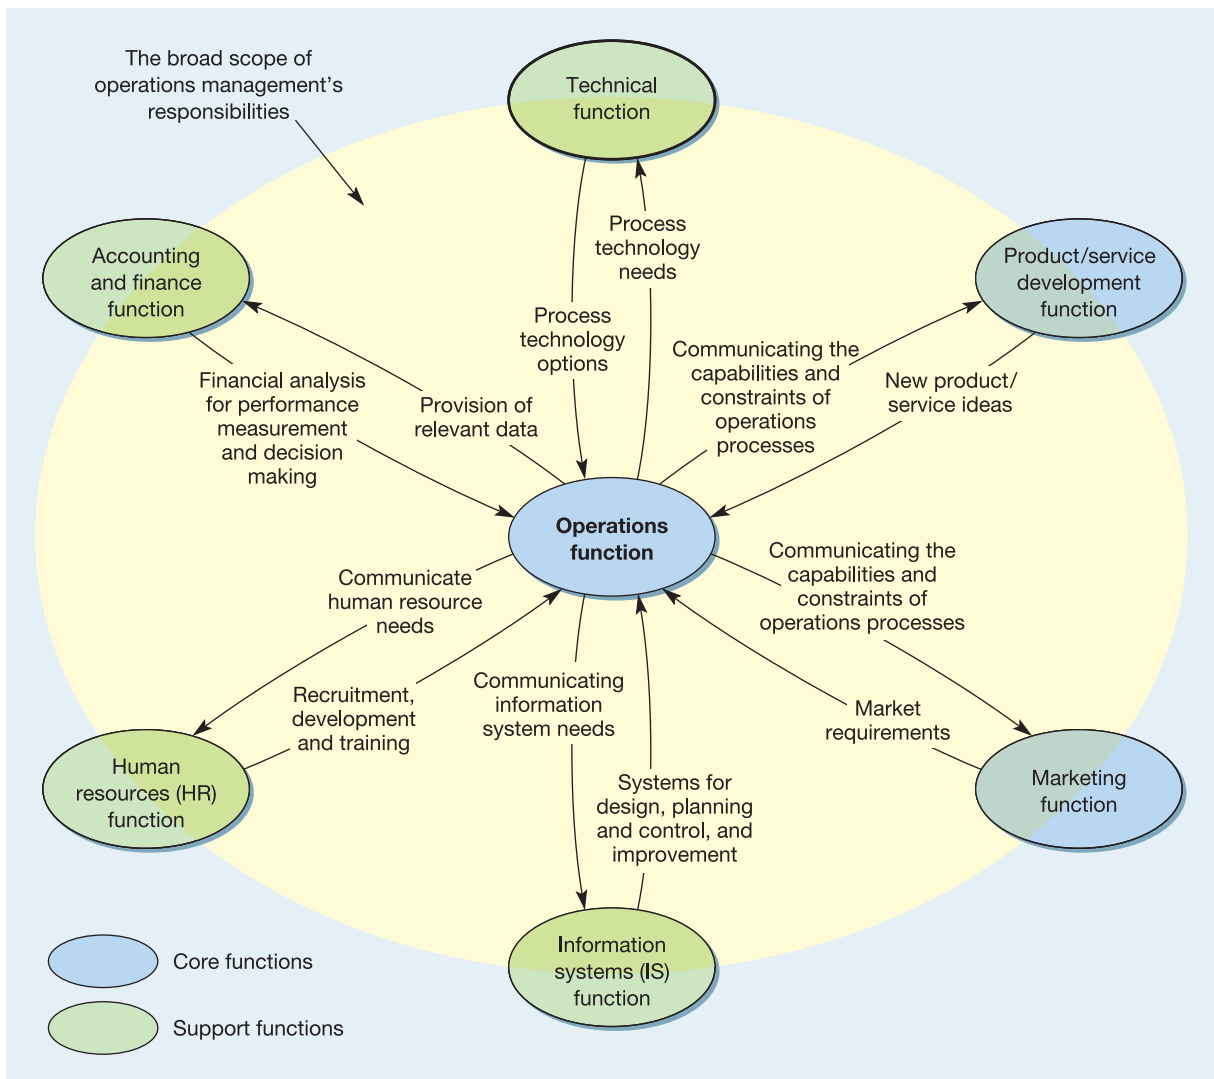 The broad scope of
operations management’s
responsibilities
Technical
function
Accounting
and finance
function
Product/service
development
function
Process
technology
needs
Process
technology
options
Communicating the
capabilities and
constraints of
operations
processes
New product/
service ideas
Financial analysis
for performance
measurement
and decision
making
Provision of
relevant data
Operations
function
Communicate
human resource
needs
Communicating the
capabilities and
constraints of
operations processes
Recruitment,
development
and training
Communicating
information
system needs
Market
requirements
Human
resources (HR)
function
Systems for
design, planning
and control, and
improvement
Marketing
function
Information
systems (IS)
function
Core functions
Support functions